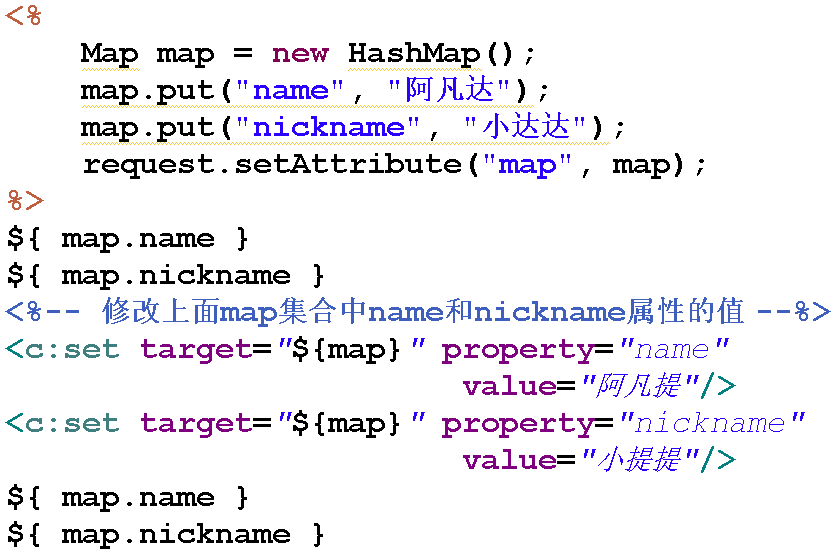 <%
Map map = new HashMap();
map.put("name", "阿凡达");
map.put("nickname", "小达达");
request.setAttribute("map", map);
%>
${ map.name }
${ map.nickname }
<%-- 修改上面map集合中name和nickname属性的值 --%>
<c:set target="${map}" property="name"
value="阿凡提"/>
<c:set target="${map}" property="nickname"
value="小提提"/>
${ map.name }
${ map.nickname }